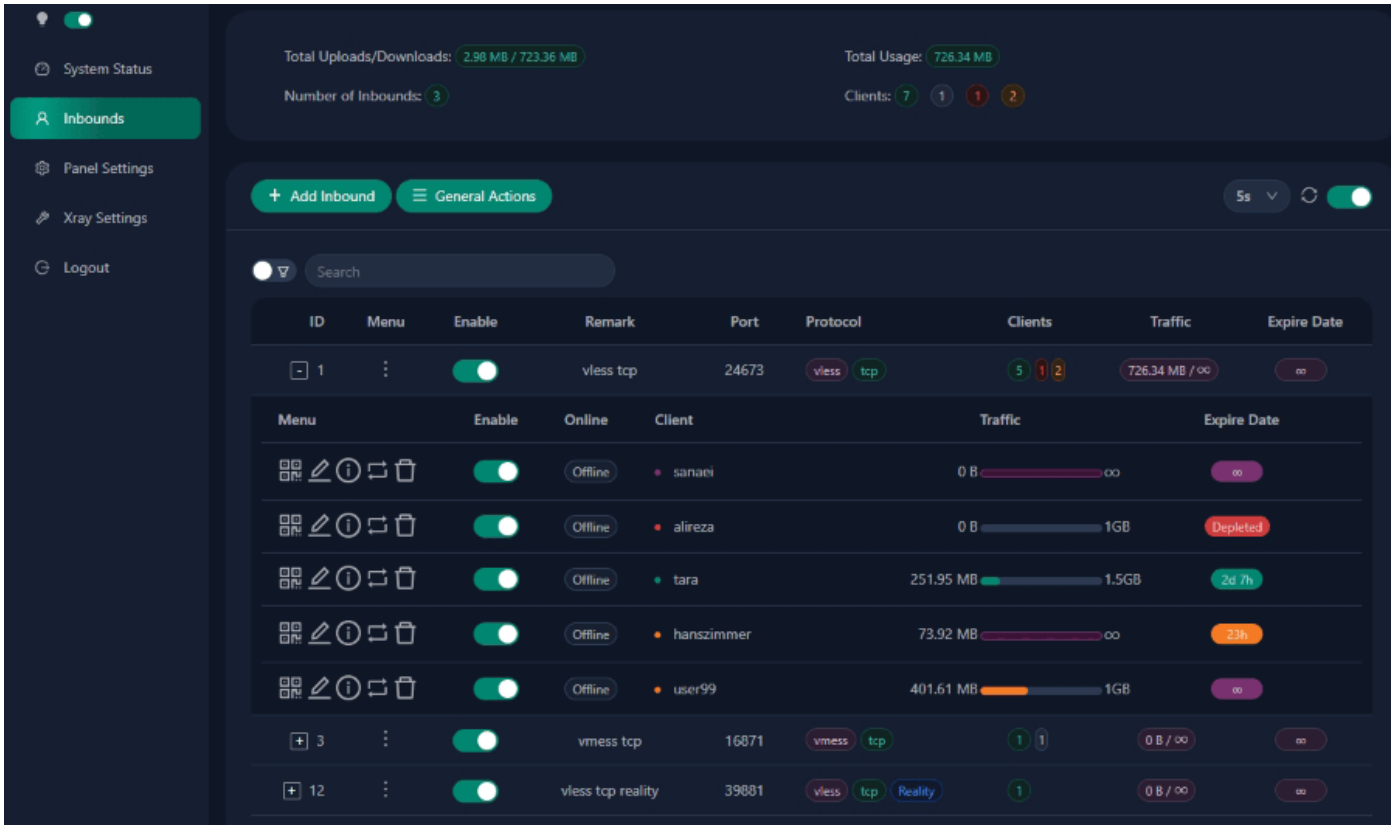 System Status
Inbounds
Panel Settings
Xray Settings
Logout
Total Uploads/Downloads: 2.98 MB / 723.36 MB
Total Usage: 726.34 MB
Number of Inbounds: 3
Clients: 7 1 1 2
+ Add Inbound
General Actions
5s
Search
ID Menu Enable Remark Port Protocol Clients Traffic Expire Date
- 1 vless tcp 24673 vless tcp 5 1 2 726.34 MB / ∞ ∞
Menu Enable Online Client Traffic Expire Date
Offline sanaei 0 B ∞ ∞
Offline alireza 0 B 1GB Depleted
Offline tara 251.95 MB 1.5GB 2d 7h
Offline hanszimmer 73.92 MB ∞ 23h
Offline user99 401.61 MB 1GB ∞
+ 3 vmess tcp 16871 vmess tcp 1 1 0 B / ∞ ∞
+ 12 vless tcp reality 39881 vless tcp Reality 1 0 B / ∞ ∞